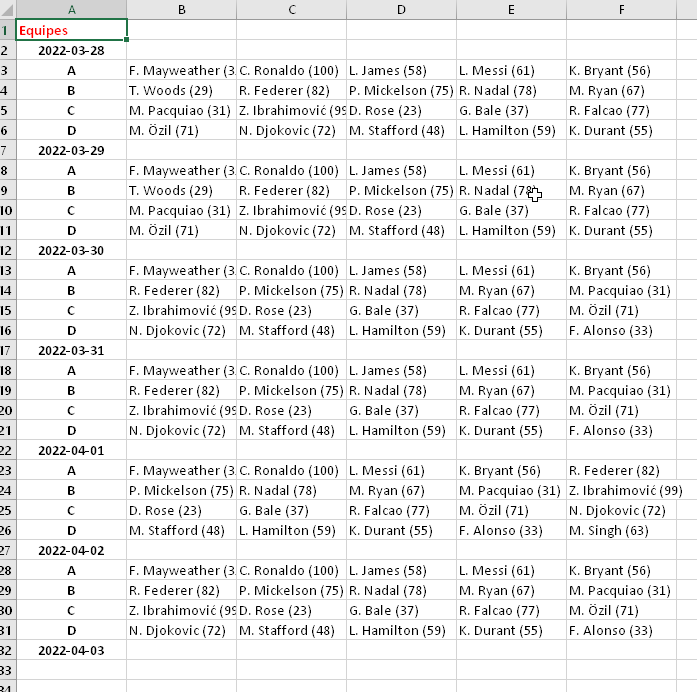 A B C D E F
1 Equipes
2 2022-03-28
3 A F. Mayweather (3 C. Ronaldo (100) L. James (58) L. Messi (61) K. Bryant (56)
4 B T. Woods (29) R. Federer (82) P. Mickelson (75) R. Nadal (78) M. Ryan (67)
5 C M. Pacquiao (31) Z. Ibrahimović (99 D. Rose (23) G. Bale (37) R. Falcao (77)
6 D M. Özil (71) N. Djokovic (72) M. Stafford (48) L. Hamilton (59) K. Durant (55)
7 2022-03-29
8 A F. Mayweather (3 C. Ronaldo (100) L. James (58) L. Messi (61) K. Bryant (56)
9 B T. Woods (29) R. Federer (82) P. Mickelson (75) R. Nadal (78) M. Ryan (67)
10 C M. Pacquiao (31) Z. Ibrahimović (99 D. Rose (23) G. Bale (37) R. Falcao (77)
11 D M. Özil (71) N. Djokovic (72) M. Stafford (48) L. Hamilton (59) K. Durant (55)
12 2022-03-30
13 A F. Mayweather (3 C. Ronaldo (100) L. James (58) L. Messi (61) K. Bryant (56)
14 B R. Federer (82) P. Mickelson (75) R. Nadal (78) M. Ryan (67) M. Pacquiao (31)
15 C Z. Ibrahimović (99 D. Rose (23) G. Bale (37) R. Falcao (77) M. Özil (71)
16 D N. Djokovic (72) M. Stafford (48) L. Hamilton (59) K. Durant (55) F. Alonso (33)
17 2022-03-31
18 A F. Mayweather (3 C. Ronaldo (100) L. James (58) L. Messi (61) K. Bryant (56)
19 B R. Federer (82) P. Mickelson (75) R. Nadal (78) M. Ryan (67) M. Pacquiao (31)
20 C Z. Ibrahimović (99 D. Rose (23) G. Bale (37) R. Falcao (77) M. Özil (71)
21 D N. Djokovic (72) M. Stafford (48) L. Hamilton (59) K. Durant (55) F. Alonso (33)
22 2022-04-01
23 A F. Mayweather (3 C. Ronaldo (100) L. Messi (61) K. Bryant (56) R. Federer (82)
24 B P. Mickelson (75) R. Nadal (78) M. Ryan (67) M. Pacquiao (31) Z. Ibrahimović (99)
25 C D. Rose (23) G. Bale (37) R. Falcao (77) M. Özil (71) N. Djokovic (72)
26 D M. Stafford (48) L. Hamilton (59) K. Durant (55) F. Alonso (33) M. Singh (63)
27 2022-04-02
28 A F. Mayweather (3 C. Ronaldo (100) L. James (58) L. Messi (61) K. Bryant (56)
29 B R. Federer (82) P. Mickelson (75) R. Nadal (78) M. Ryan (67) M. Pacquiao (31)
30 C Z. Ibrahimović (99 D. Rose (23) G. Bale (37) R. Falcao (77) M. Özil (71)
31 D N. Djokovic (72) M. Stafford (48) L. Hamilton (59) K. Durant (55) F. Alonso (33)
32 2022-04-03
33
34